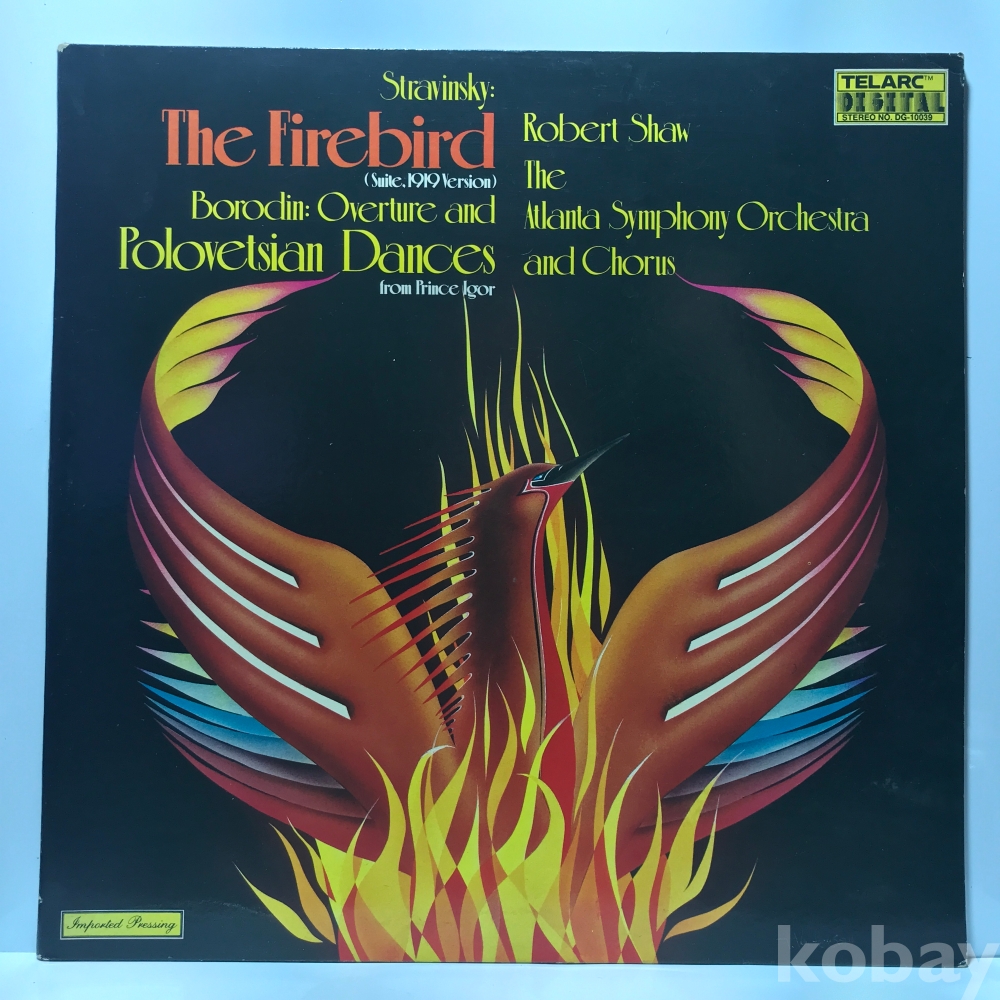 Stravinsky:
The Firebird
(Suite, 1919 Version)
Borodin: Overture and
Polovetsian Dances
from Prince Igor
Robert Shaw
The
Atlanta Symphony Orchestra
and Chorus
TELARC™
DIGITAL
STEREO NO. DG-10039
Imported Pressing
kobay